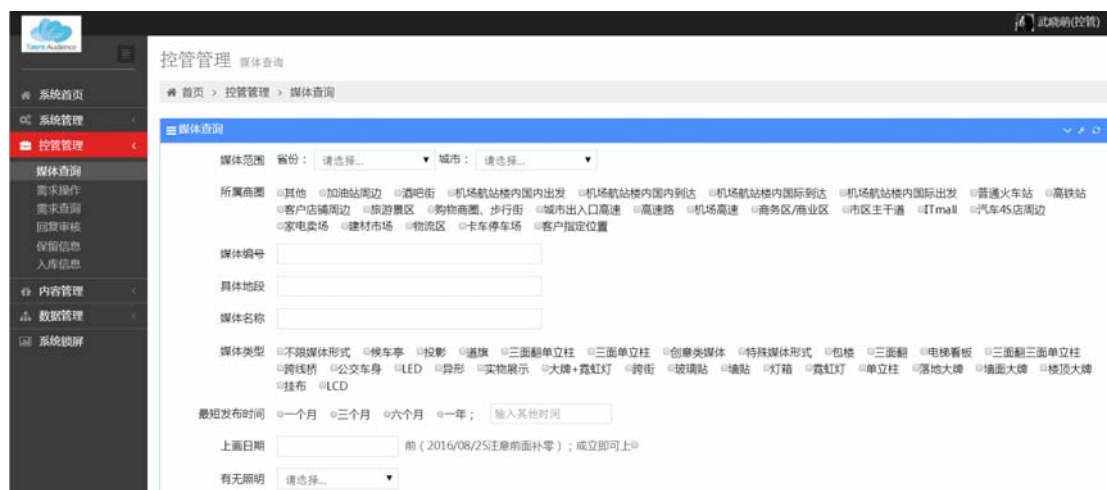 武晓萌(控管)
Talent Audience
控管管理 媒体查询
首页 > 控管管理 > 媒体查询
系统首页
系统管理
控管管理
媒体查询
需求操作
需求查询
回复审核
保留信息
入库信息
内容管理
数据管理
系统锁屏
媒体查询
媒体范围 省份： 请选择... 城市： 请选择...
所属商圈 其他 加油站周边 酒吧街 机场航站楼内国内出发 机场航站楼内国内到达 机场航站楼内国际到达 机场航站楼内国际出发 普通火车站 高铁站
客户店铺周边 旅游景区 购物商圈、步行街 城市出入口高速 高速路 机场高速 商务区/商业区 市区主干道 ITmall 汽车4S店周边
家电卖场 建材市场 物流区 卡车停车场 客户指定位置
媒体编号
具体地段
媒体名称
媒体类型 不限媒体形式 候车亭 投影 道旗 三面翻单立柱 三面单立柱 创意类媒体 特殊媒体形式 包楼 三面翻 电梯看板 三面翻三面单立柱
跨线桥 公交车身 LED 异形 实物展示 大牌+霓虹灯 跨街 玻璃贴 墙贴 灯箱 霓虹灯 单立柱 落地大牌 墙面大牌 楼顶大牌
挂布 LCD
最短发布时间 一个月 三个月 六个月 一年； 输入其他时间
上画日期 前（2016/08/25注意前面补零）；或立即可上
有无照明 请选择...